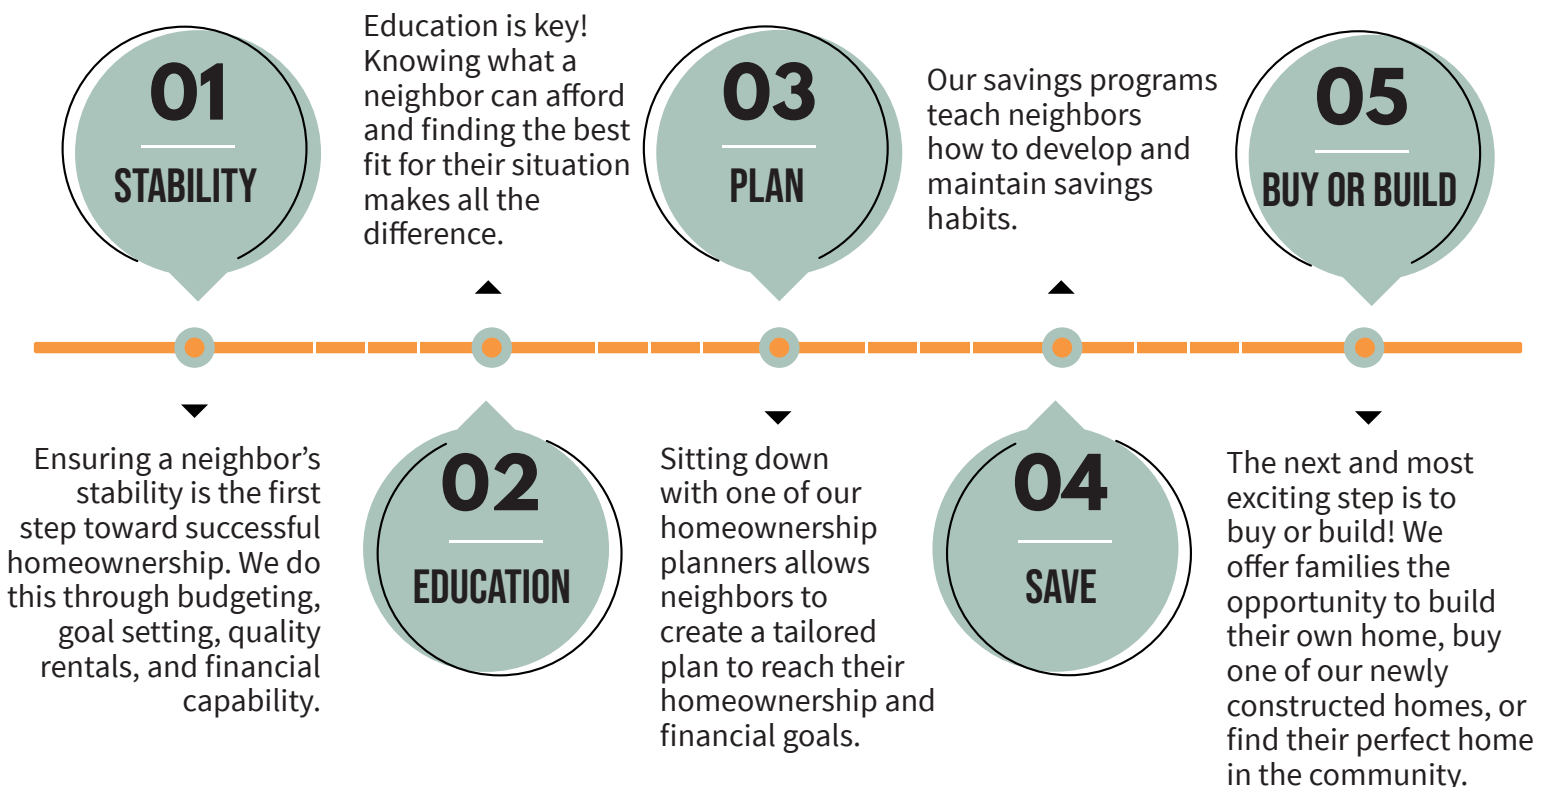 01
STABILITY
Ensuring a neighbor’s
stability is the first
step toward successful
homeownership. We do
this through budgeting,
goal setting, quality
rentals, and financial
capability.
Education is key!
Knowing what a
neighbor can afford
and finding the best
fit for their situation
makes all the
difference.
02
EDUCATION
03
PLAN
Sitting down
with one of our
homeownership
planners allows
neighbors to
create a tailored
plan to reach their
homeownership and
financial goals.
Our savings programs
teach neighbors
how to develop and
maintain savings
habits.
04
SAVE
05
BUY OR BUILD
The next and most
exciting step is to
buy or build! We
offer families the
opportunity to build
their own home, buy
one of our newly
constructed homes, or
find their perfect home
in the community.